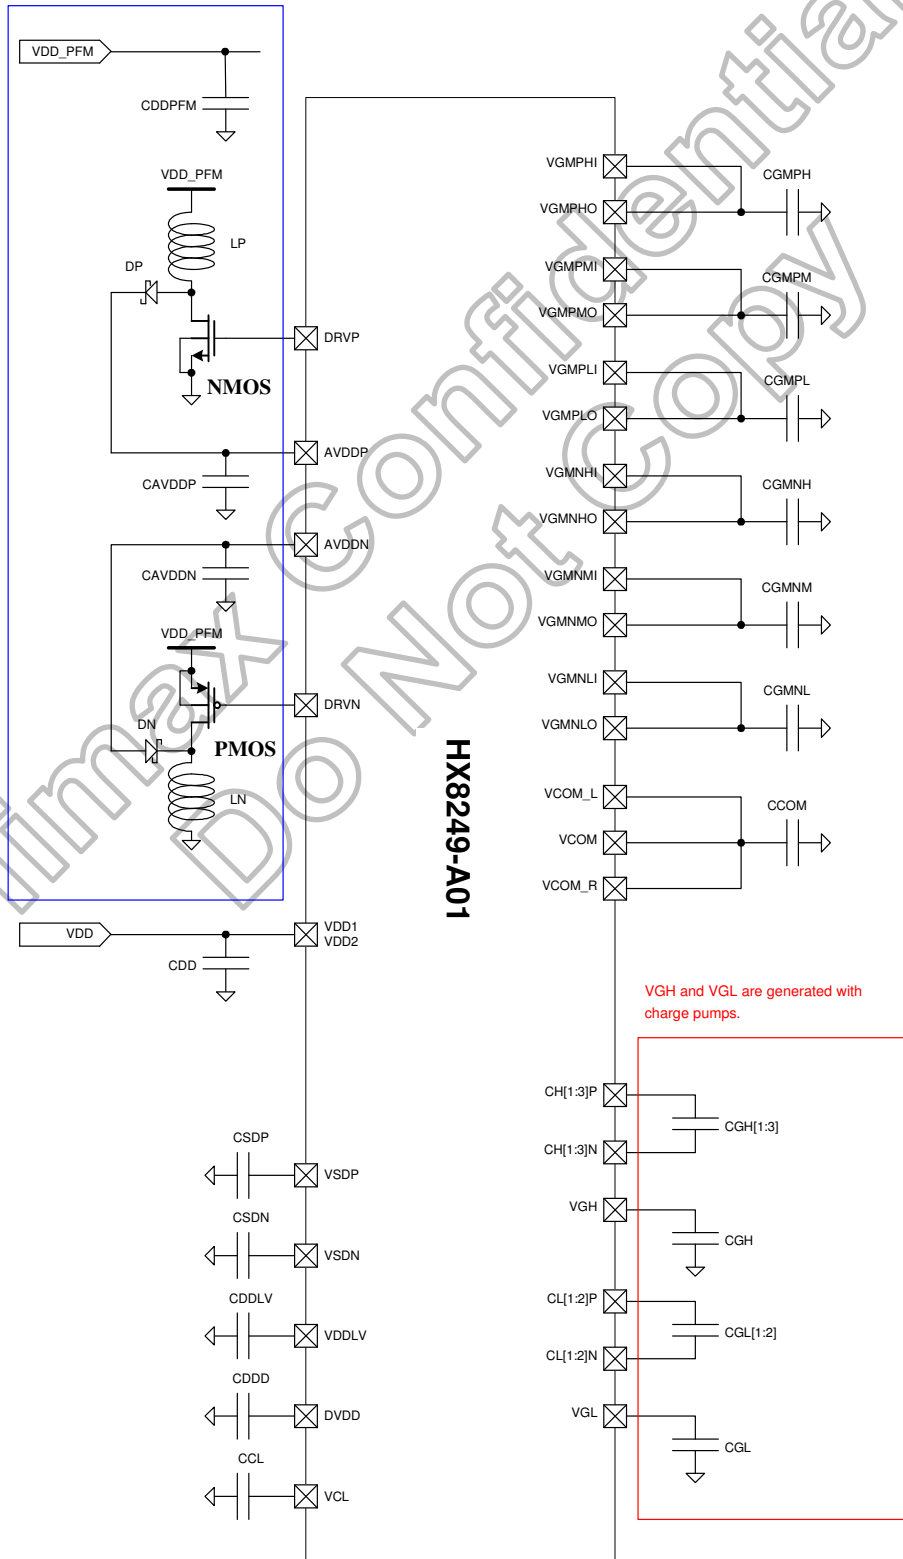 VDD_PFM
CDDPFM
VDD_PFM
LP
DP
NMOS
DRVP
AVDDP
CAVDDP
AVDDN
CAVDDN
VDD_PFM
DRVN
DN
PMOS
LN
VDD
VDD1
VDD2
CDD
CSDP
VSDP
CSDN
VSDN
CDDLV
VDDLV
CDDD
DVDD
CCL
VCL
HX8249-A01
VGMPHI
CGMPH
VGMPHO
VGMPMI
CGMPM
VGMPMO
VGMPLI
CGMPL
VGMPLO
VGMNHI
CGMNH
VGMNHO
VGMNMI
CGMNM
VGMNMO
VGMNLI
CGMNL
VGMNLO
VCOM_L
CCOM
VCOM
VCOM_R
VGH and VGL are generated with
charge pumps.
CH[1:3]P
CGH[1:3]
CH[1:3]N
VGH
CGH
CL[1:2]P
CGL[1:2]
CL[1:2]N
VGL
CGL
imax Confidential
Do Not Copy